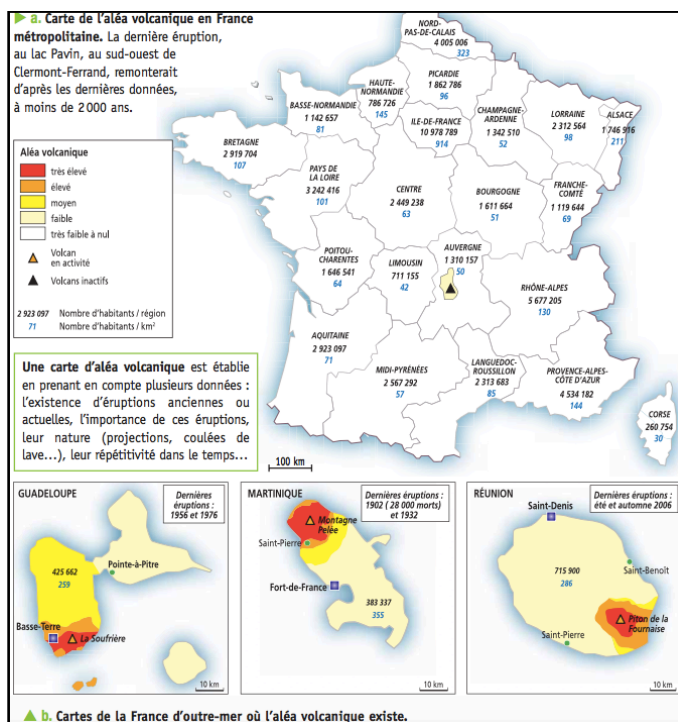 ▶ a. Carte de l'aléa volcanique en France
métropolitaine. La dernière éruption,
au lac Pavin, au sud-ouest de
Clermont-Ferrand, remonterait
d'après les dernières données,
à moins de 2 000 ans.
Aléa volcanique
très élevé
élevé
moyen
faible
très faible à nul
Volcan
en activité
Volcans inactifs
2 923 097 Nombre d'habitants / région
71 Nombre d'habitants / km²
Une carte d'aléa volcanique est établie
en prenant en compte plusieurs données :
l'existence d'éruptions anciennes ou
actuelles, l'importance de ces éruptions,
leur nature (projections, coulées de
lave...), leur répétitivité dans le temps...
NORD-
PAS-DE-CALAIS
4 005 006
323
PICARDIE
1 862 786
96
HAUTE-
NORMANDIE
786 726
145
BASSE-NORMANDIE
1 142 657
81
ILE-DE-FRANCE
10 978 789
914
CHAMPAGNE-
ARDENNE
1 342 510
52
LORRAINE
2 312 564
98
ALSACE
1 746 916
211
BRETAGNE
2 919 704
107
PAYS DE
LA LOIRE
3 242 416
101
CENTRE
2 449 238
63
BOURGOGNE
1 611 664
51
FRANCHE-
COMTÉ
1 119 644
69
POITOU-
CHARENTES
1 646 541
64
LIMOUSIN
711 155
42
AUVERGNE
1 310 157
50
RHÔNE-ALPES
5 677 205
130
AQUITAINE
2 923 097
71
MIDI-PYRÉNÉES
2 567 292
57
LANGUEDOC-
ROUSSILLON
2 313 683
85
PROVENCE-ALPES-
CÔTE D'AZUR
4 534 182
144
CORSE
260 754
30
100 km
GUADELOUPE
Dernières
éruptions :
1956 et 1976
Pointe-à-Pitre
425 662
259
Basse-Terre
La Soufrière
10 km
MARTINIQUE
Dernières éruptions :
1902 ( 28 000 morts)
et 1932
Montagne
Pelée
Saint-Pierre
Fort-de-France
383 337
355
10 km
RÉUNION
Dernières éruptions :
été et automne 2006
Saint-Denis
715 900
286
Saint-Benoît
Piton de la
Fournaise
Saint-Pierre
10 km
▲ b. Cartes de la France d'outre-mer où l'aléa volcanique existe.